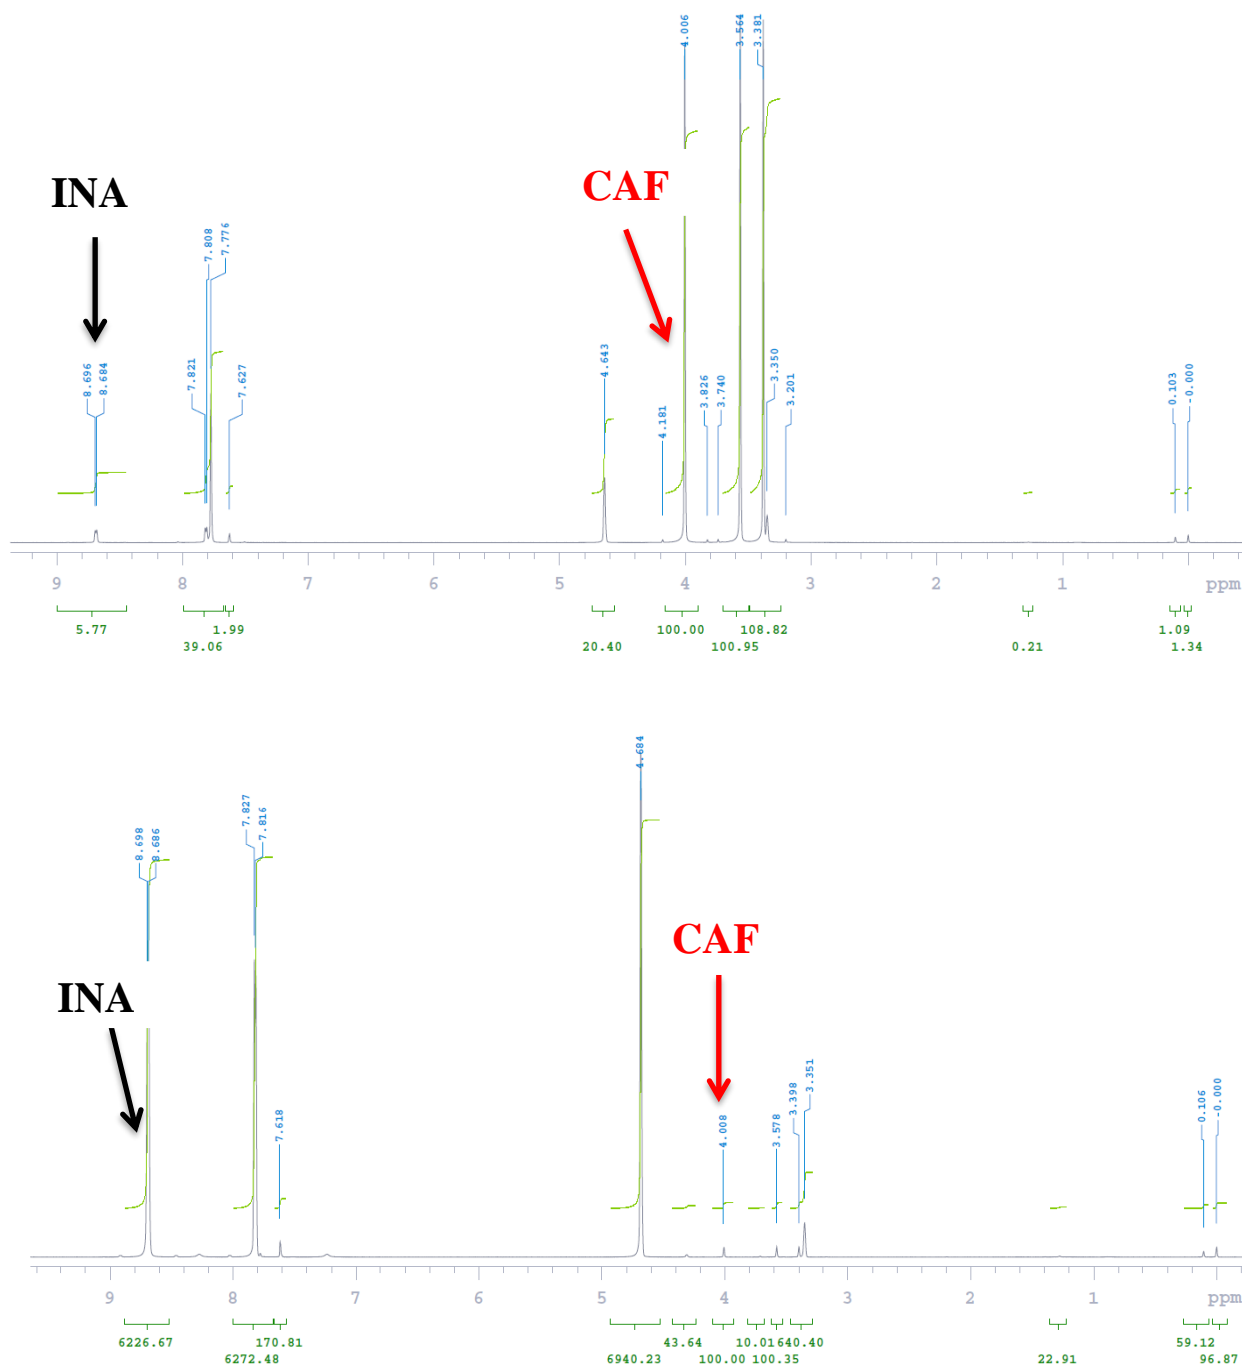 4.006
3.564
3.381
INA
CAF
7.808
7.776
8.696
8.684
7.821
7.627
4.643
4.181
3.826
3.740
3.350
3.201
0.103
-0.000
9 8 7 6 5 4 3 2 1 ppm
5.77 1.99 100.00 108.82 1.09
39.06 20.40 100.95 0.21 1.34
4.684
8.698
8.686
7.827
7.816
CAF
INA
7.618
4.008
3.578
3.398
3.351
0.106
-0.000
9 8 7 6 5 4 3 2 1 ppm
6226.67 170.81 43.64 10.01640.40 59.12
6272.48 6940.23 100.00 100.35 22.91 96.87